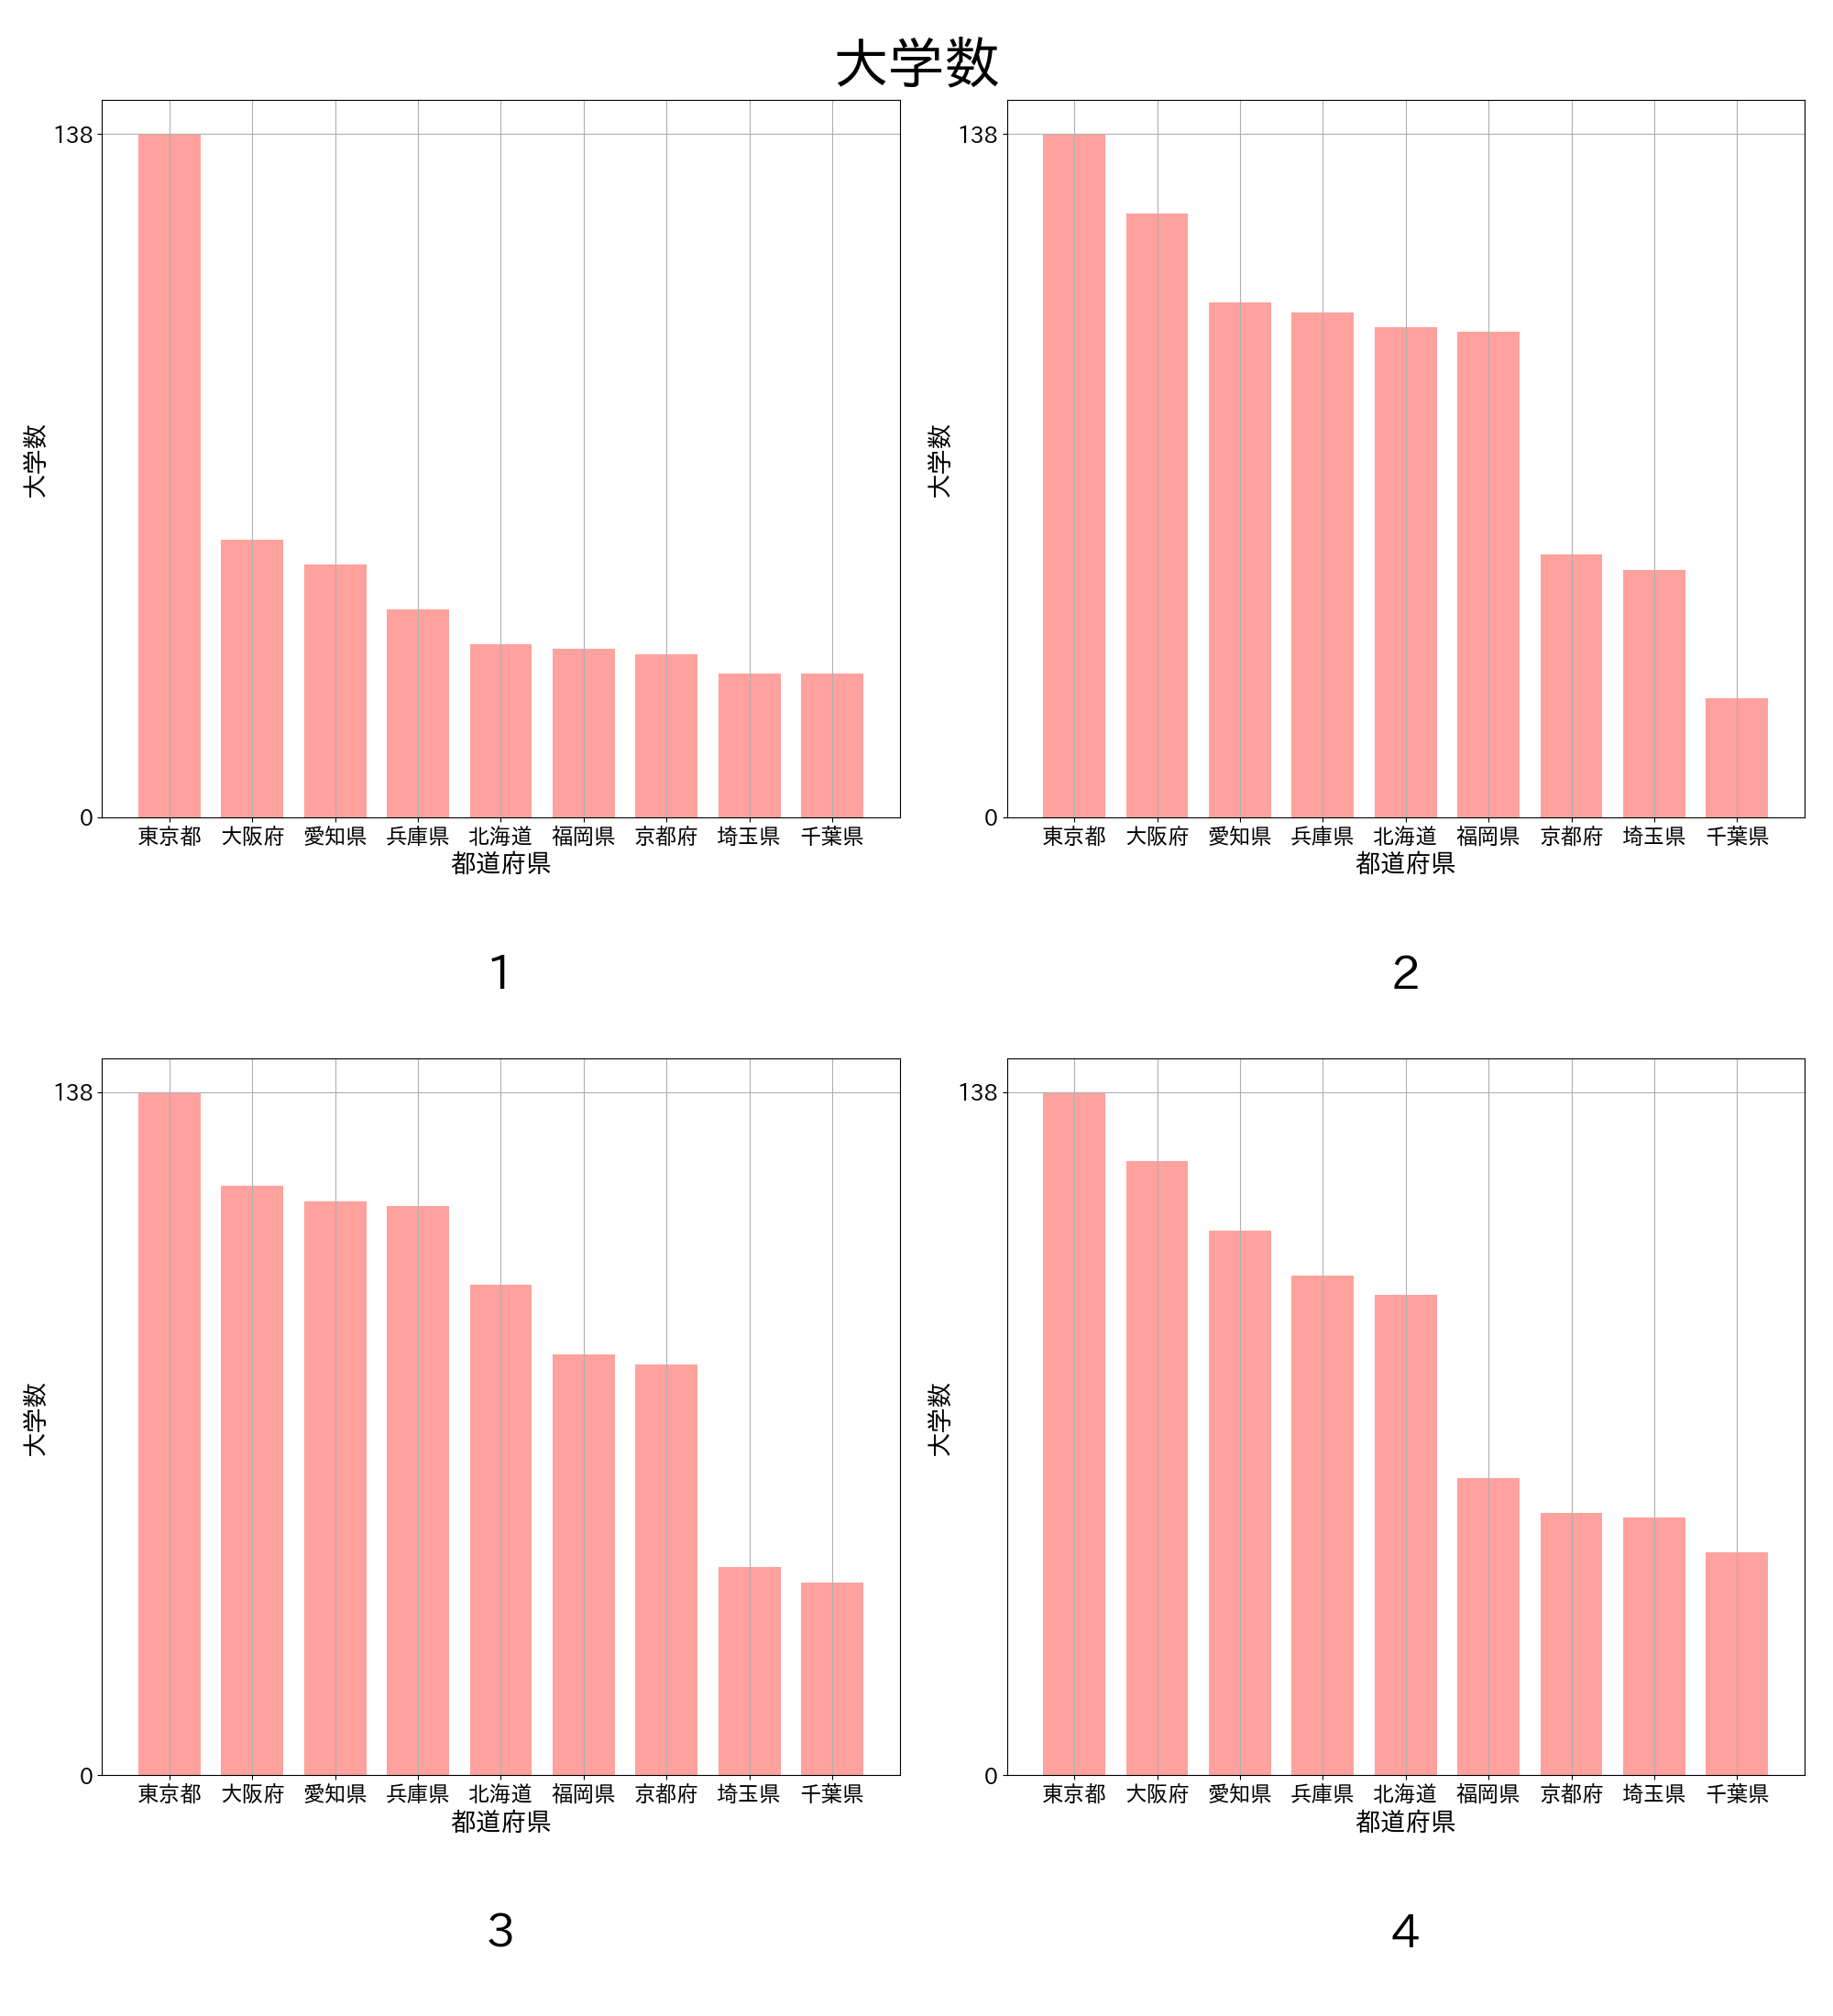 大学数
138
0
大学数
東京都 大阪府 愛知県 兵庫県 北海道 福岡県 京都府 埼玉県 千葉県
都道府県
1
138
0
大学数
東京都 大阪府 愛知県 兵庫県 北海道 福岡県 京都府 埼玉県 千葉県
都道府県
2
138
0
大学数
東京都 大阪府 愛知県 兵庫県 北海道 福岡県 京都府 埼玉県 千葉県
都道府県
3
138
0
大学数
東京都 大阪府 愛知県 兵庫県 北海道 福岡県 京都府 埼玉県 千葉県
都道府県
4